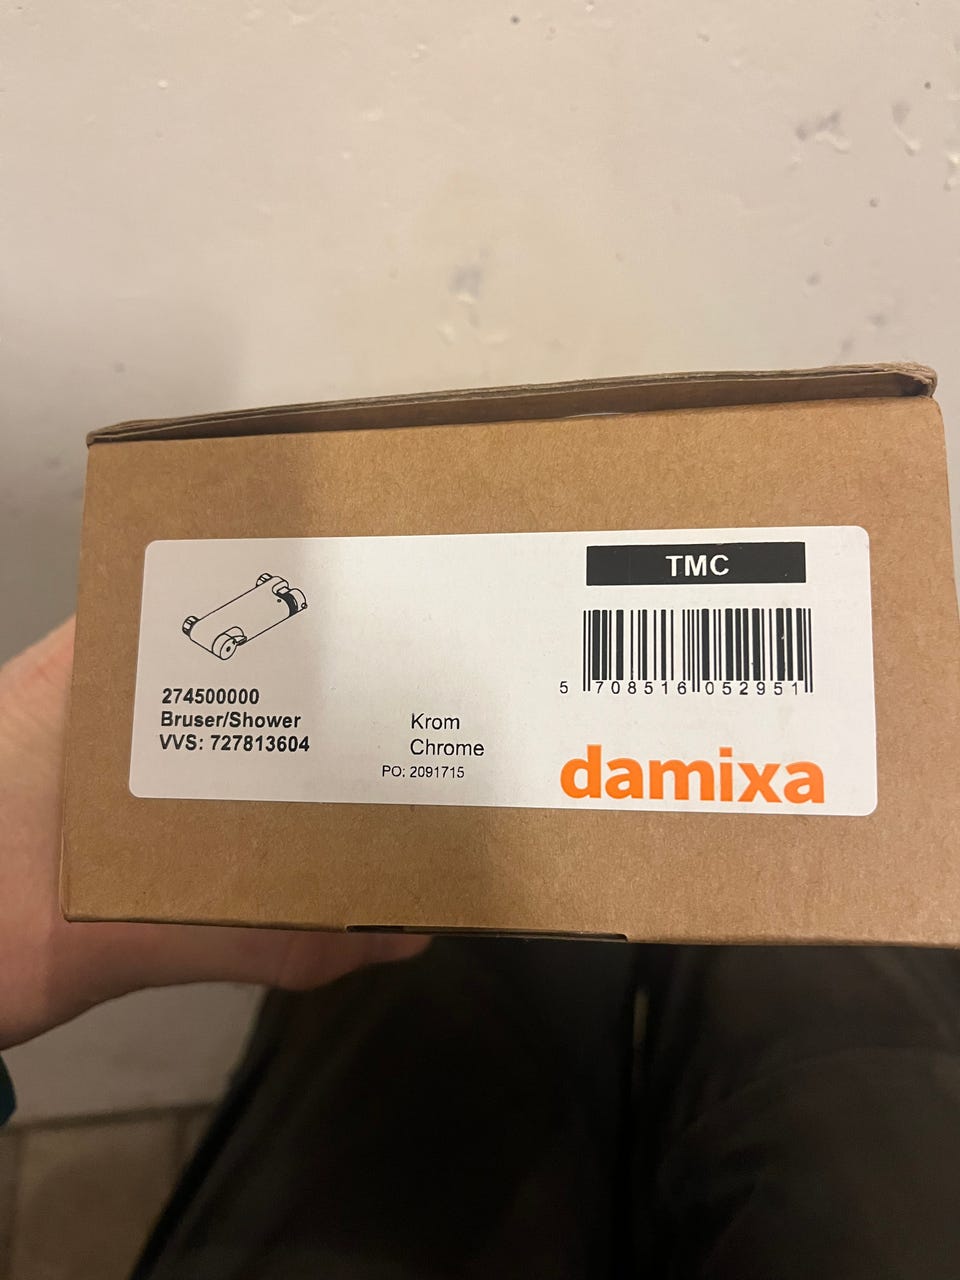 TMC
5 708516 052951
274500000
Bruser/Shower
VVS: 727813604
Krom
Chrome
PO: 2091715
damixa